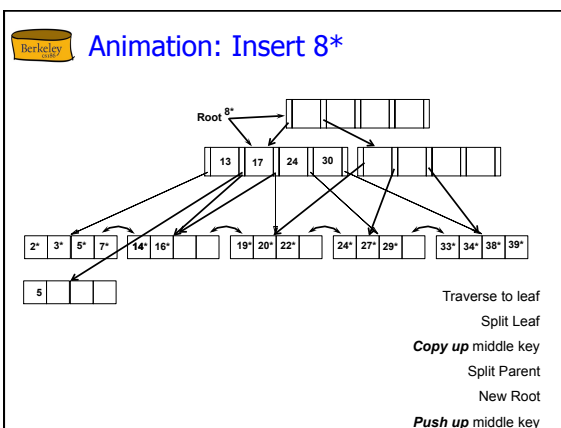 Berkeley
cs186
Animation: Insert 8*
8*
Root
13 17 24 30
2* 3* 5* 7* 14* 16* 19* 20* 22* 24* 27* 29* 33* 34* 38* 39*
5
Traverse to leaf
Split Leaf
Copy up middle key
Split Parent
New Root
Push up middle key